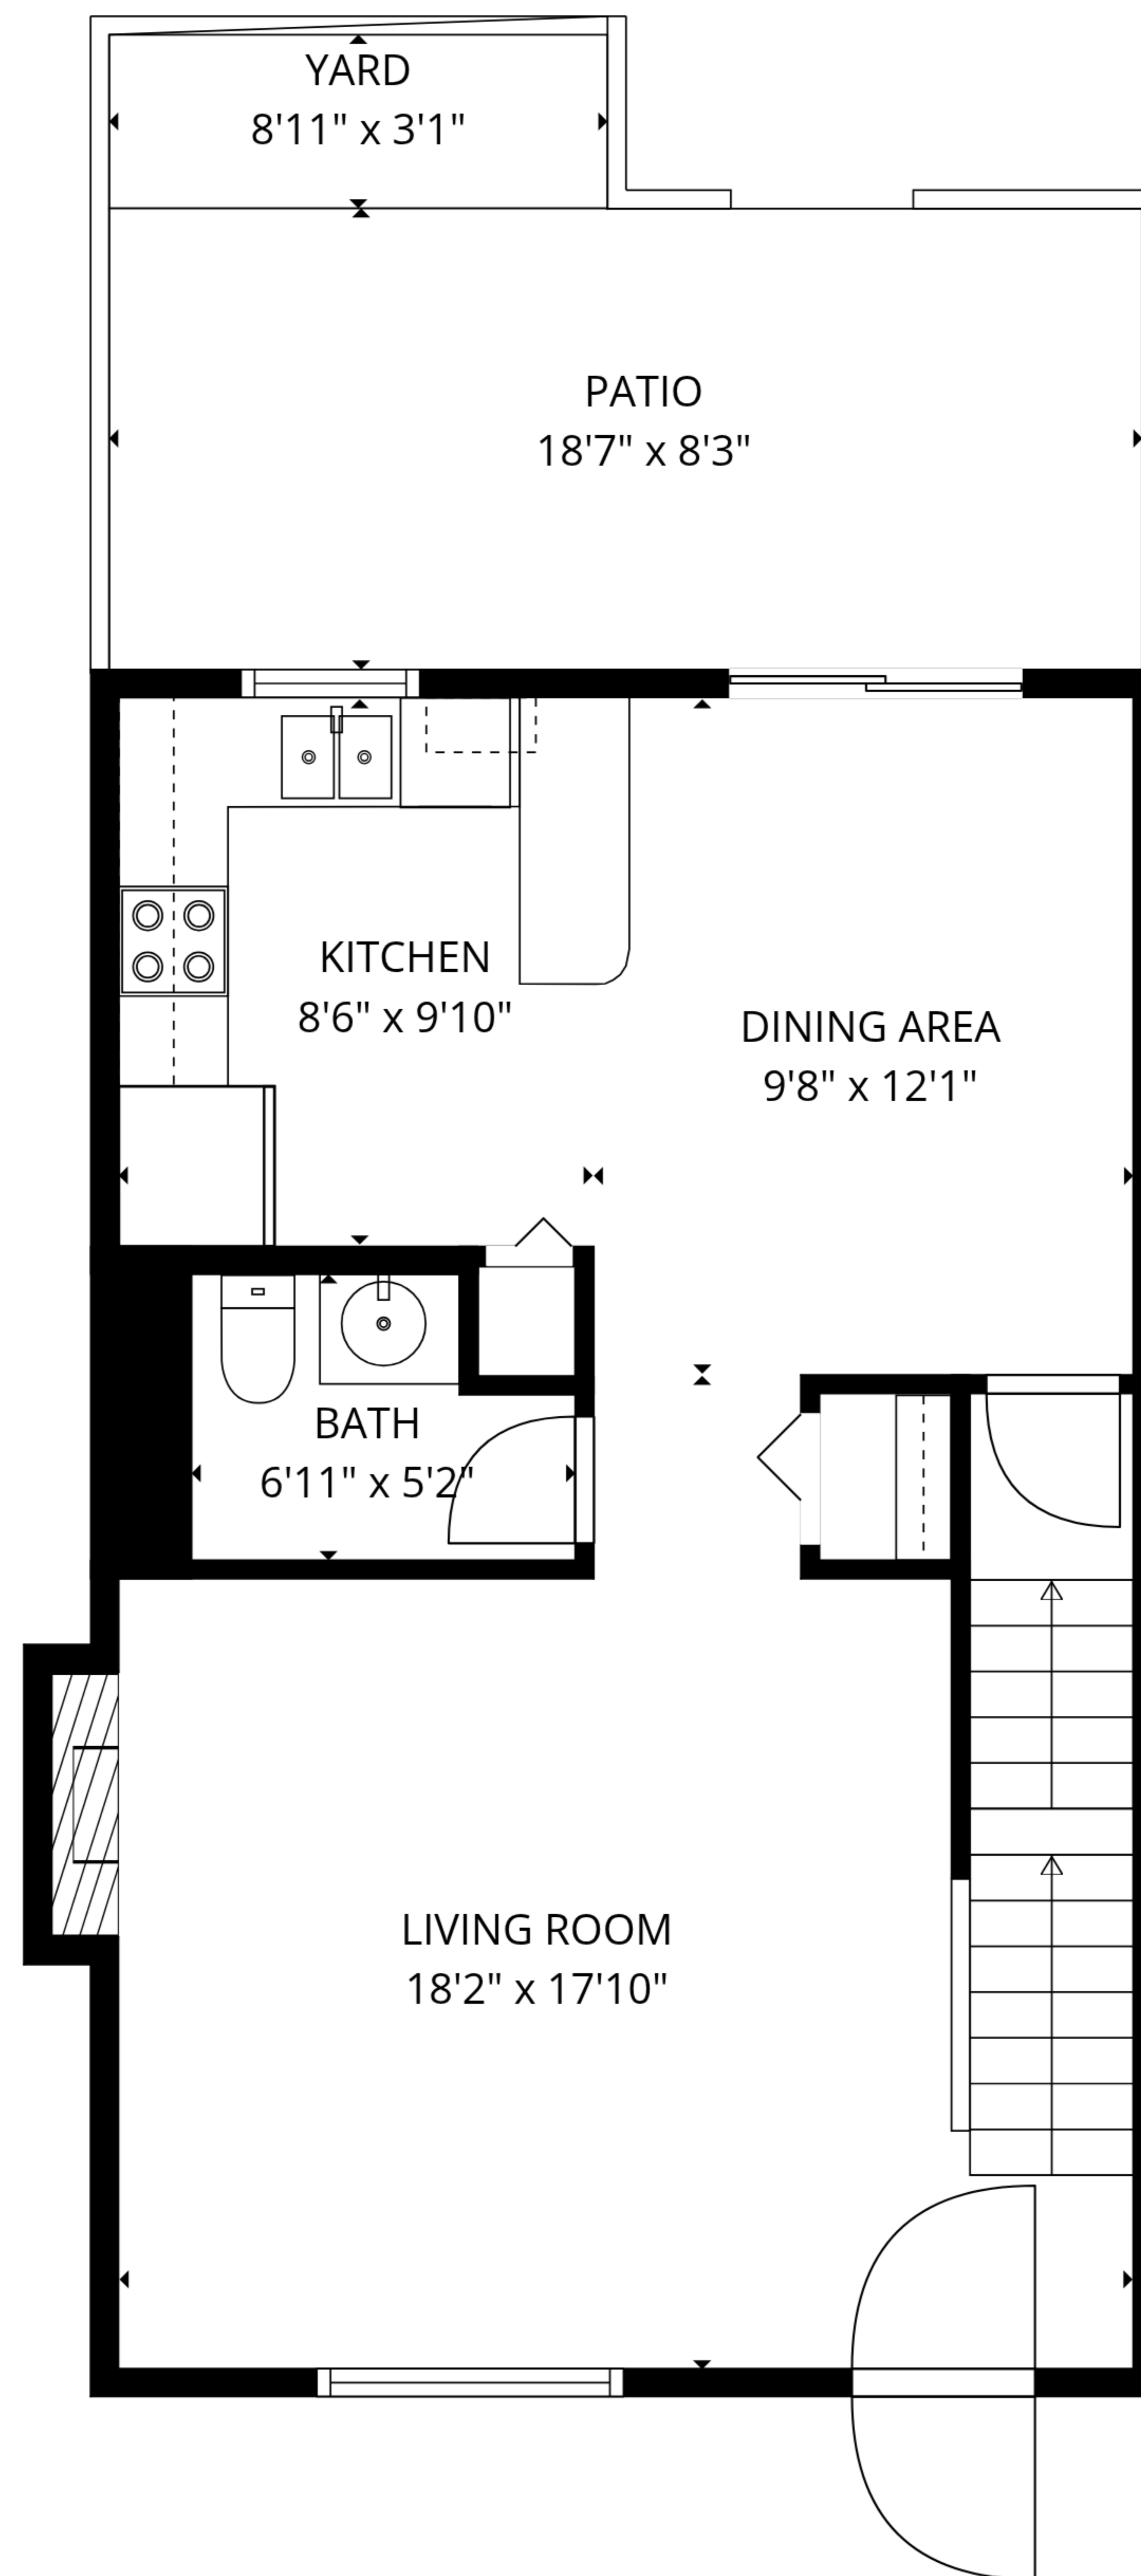 YARD
8'11" x 3'1"
PATIO
18'7" x 8'3"
KITCHEN
8'6" x 9'10"
DINING AREA
9'8" x 12'1"
BATH
6'11" x 5'2"
LIVING ROOM
18'2" x 17'10"